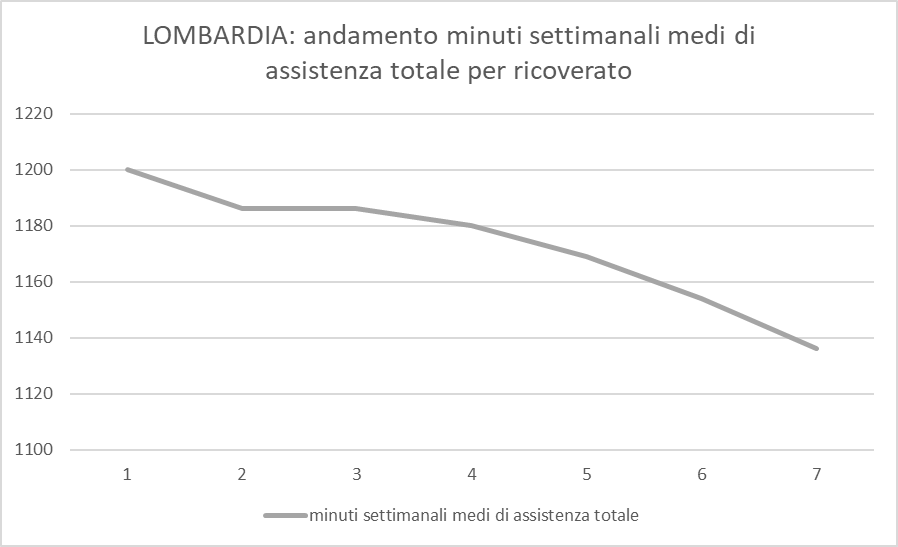 LOMBARDIA: andamento minuti settimanali medi di
assistenza totale per ricoverato
1220
1200
1180
1160
1140
1120
1100
1 2 3 4 5 6 7
minuti settimanali medi di assistenza totale